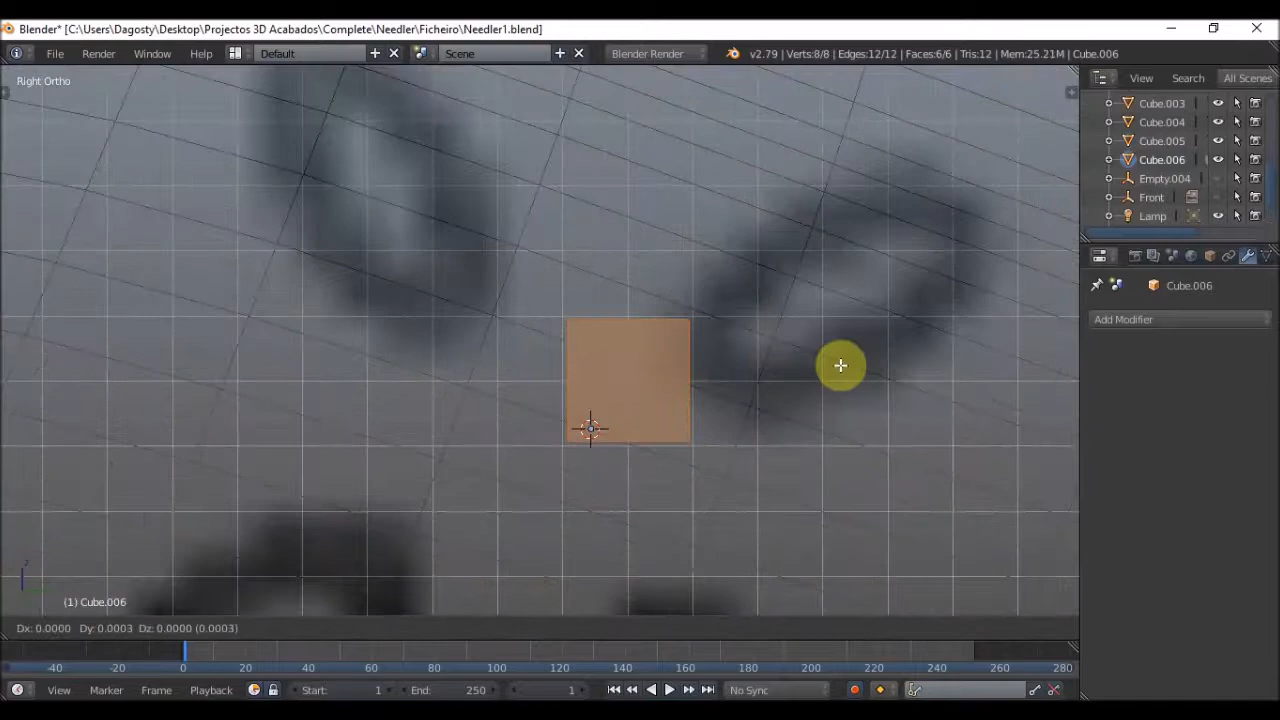 Blender* [C:\Users\Dagosty\Desktop\Projectos 3D Acabados\Complete\Needler\Ficheiro\Needler1.blend]
File Render Window Help Default Scene Blender Render v2.79 | Verts:8/8 | Edges:12/12 | Faces:6/6 | Tris:12 | Mem:25.21M | Cube.006
Right Ortho
View Search All Scenes
Cube.003
Cube.004
Cube.005
Cube.006
Empty.004
Front
Lamp
Cube.006
Add Modifier
z
(1) Cube.006
Dx: 0.0000 Dy: 0.0003 Dz: 0.0000 (0.0003)
-40 -20 0 20 40 60 80 100 120 140 160 180 200 220 240 260 280
View Marker Frame Playback Start: 1 End: 250 1 No Sync